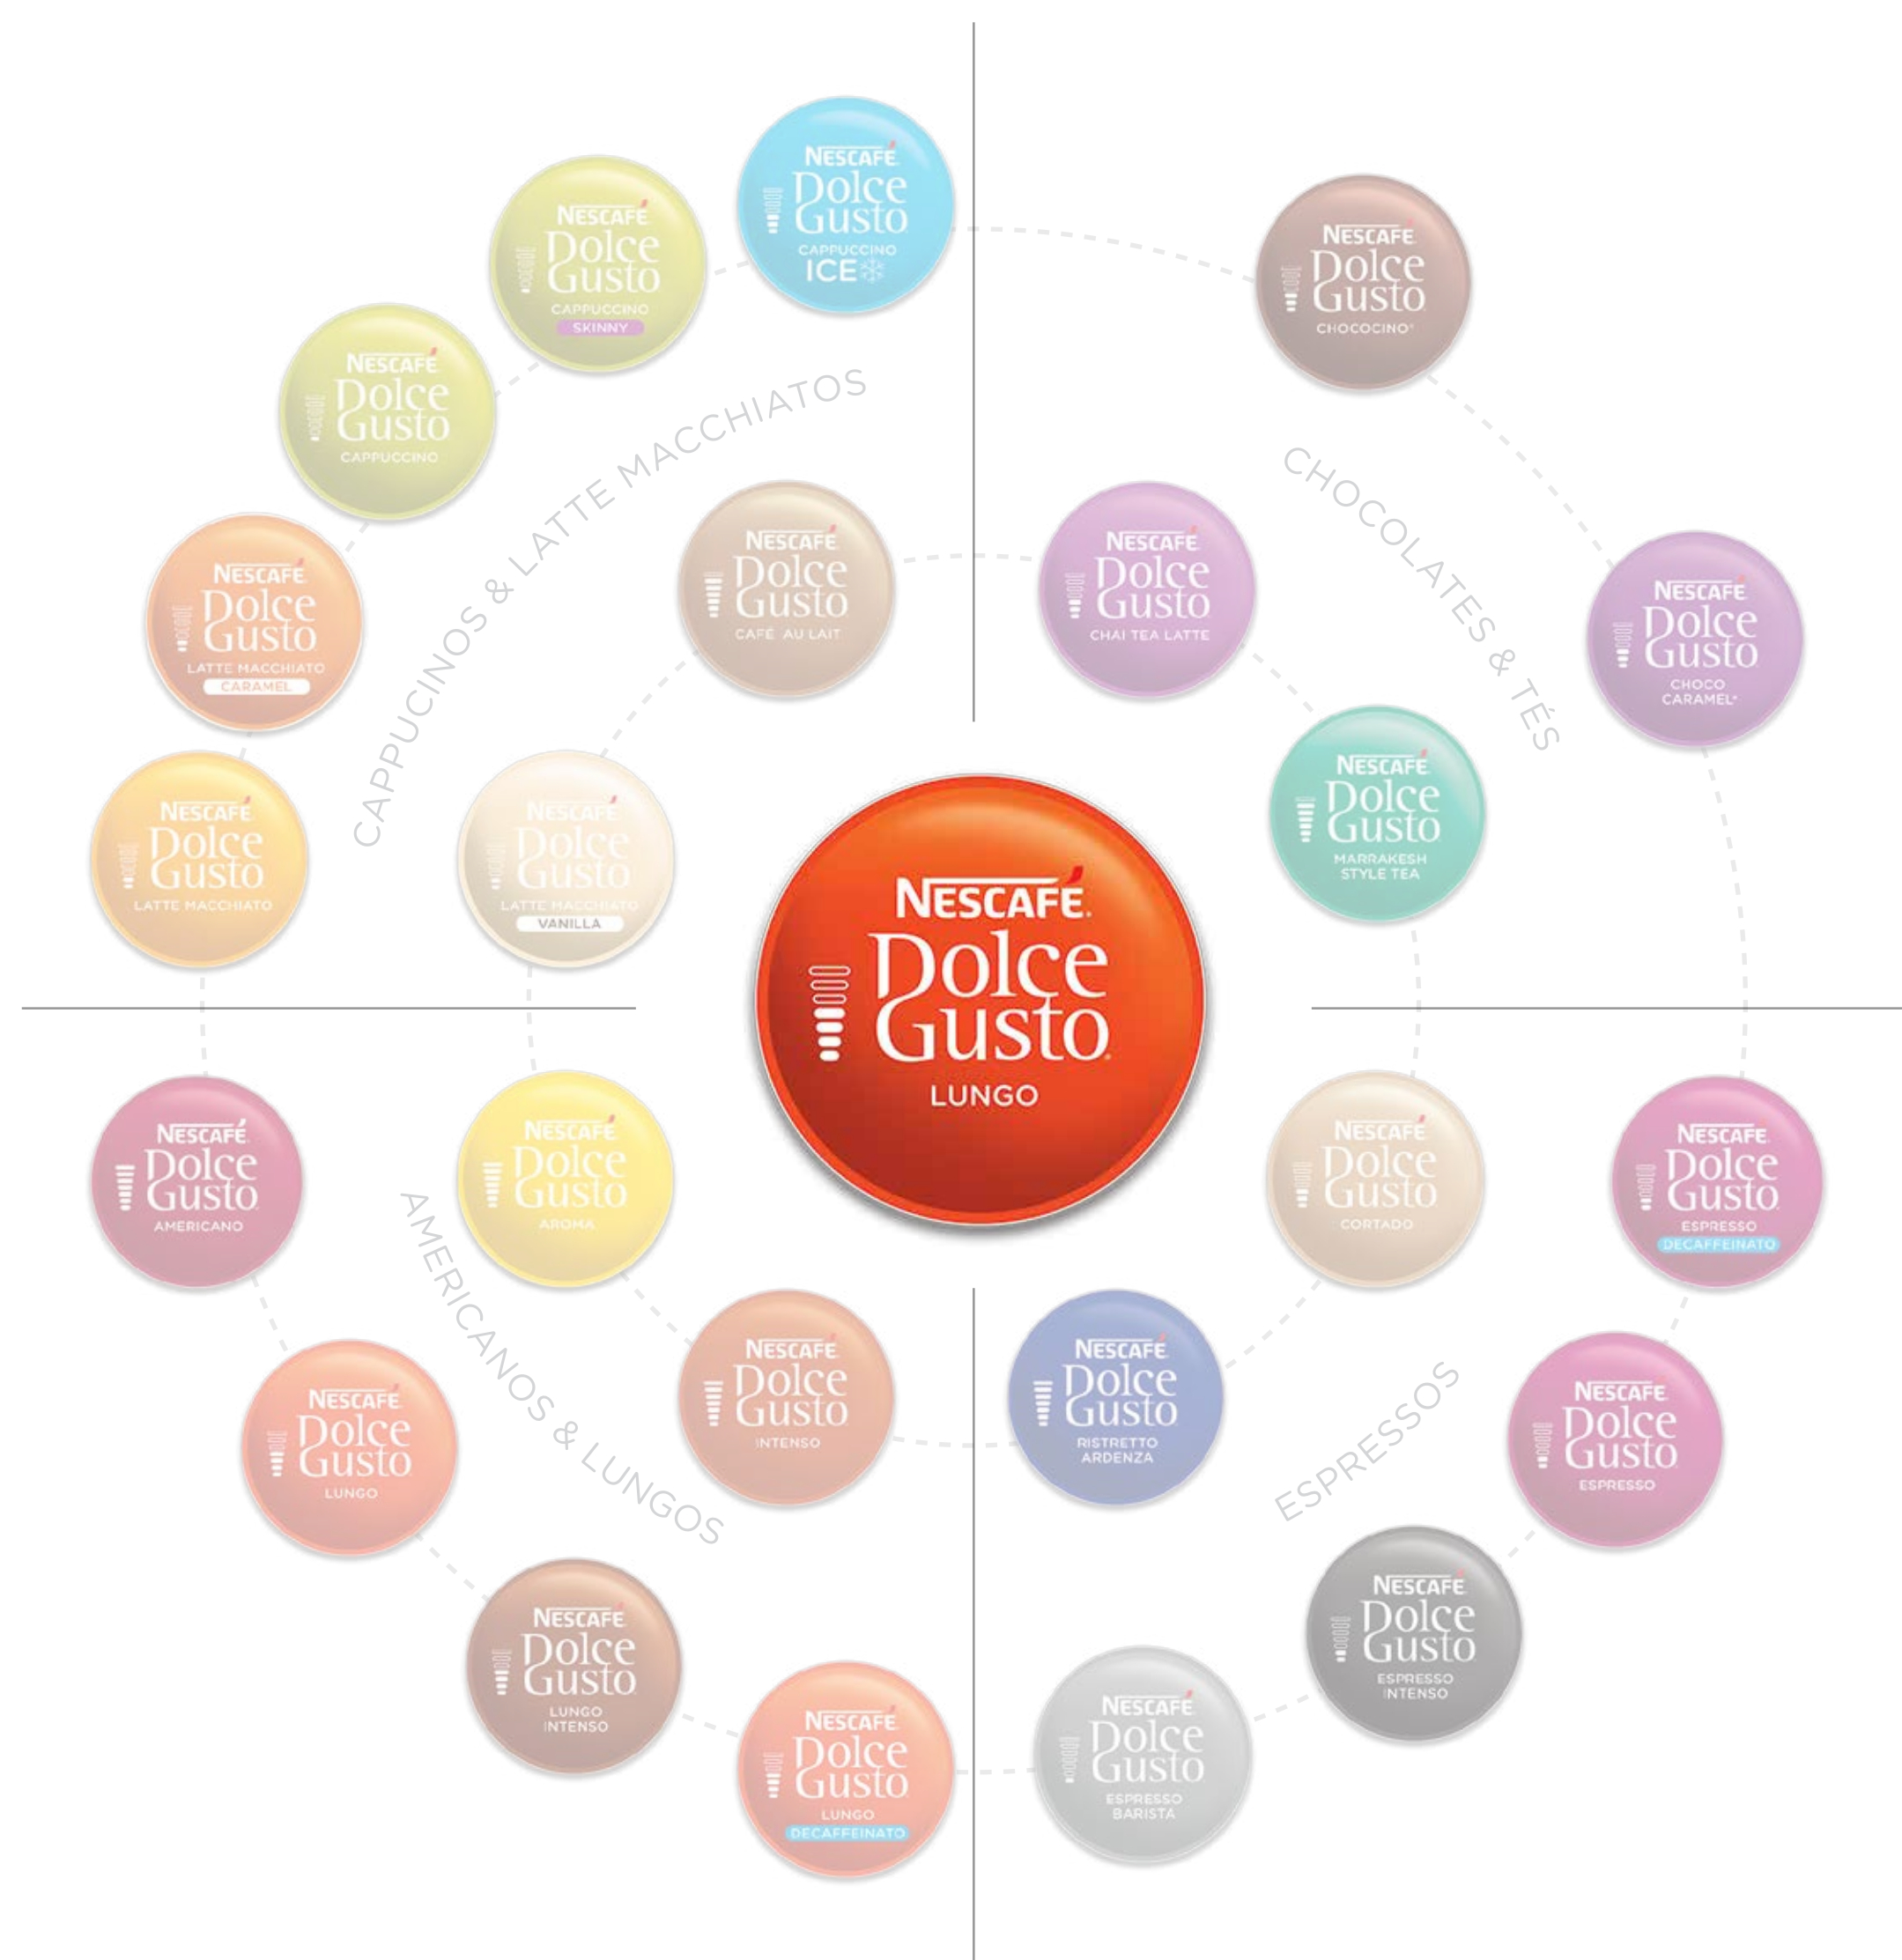 NESCAFÉ
Dolce
Gusto
CAPPUCCINO
ICE
NESCAFÉ
Dolce
Gusto
CAPPUCCINO
SKINNY
NESCAFÉ
Dolce
Gusto
CAPPUCCINO
NESCAFÉ
Dolce
Gusto
LATTE MACCHIATO
CARAMEL
NESCAFÉ
Dolce
Gusto
LATTE MACCHIATO
CAPPUCINOS & LATTE MACCHIATOS
NESCAFÉ
Dolce
Gusto
CAFÉ AU LAIT
NESCAFÉ
Dolce
Gusto
LATTE MACCHIATO
VANILLA
NESCAFÉ
Dolce
Gusto
CHOCOCINO*
CHOCOLATES & TÉS
NESCAFÉ
Dolce
Gusto
CHOCO
CARAMEL*
NESCAFÉ
Dolce
Gusto
CHAI TEA LATTE
NESCAFÉ
Dolce
Gusto
MARRAKESH
STYLE TEA
NESCAFÉ.
Dolce
Gusto
LUNGO
NESCAFÉ
Dolce
Gusto
AMERICANO
NESCAFÉ
Dolce
Gusto
AROMA
AMERICANOS & LUNGOS
NESCAFÉ
Dolce
Gusto
INTENSO
NESCAFÉ
Dolce
Gusto
LUNGO
NESCAFÉ
Dolce
Gusto
LUNGO
INTENSO
NESCAFÉ
Dolce
Gusto
LUNGO
DECAFFEINATO
NESCAFÉ
Dolce
Gusto
CORTADO
NESCAFÉ
Dolce
Gusto
ESPRESSO
DECAFFEINATO
NESCAFÉ
Dolce
Gusto
RISTRETTO
ARDENZA
ESPRESSOS
NESCAFÉ
Dolce
Gusto
ESPRESSO
NESCAFÉ
Dolce
Gusto
ESPRESSO
INTENSO
NESCAFÉ
Dolce
Gusto
ESPRESSO
BARISTA